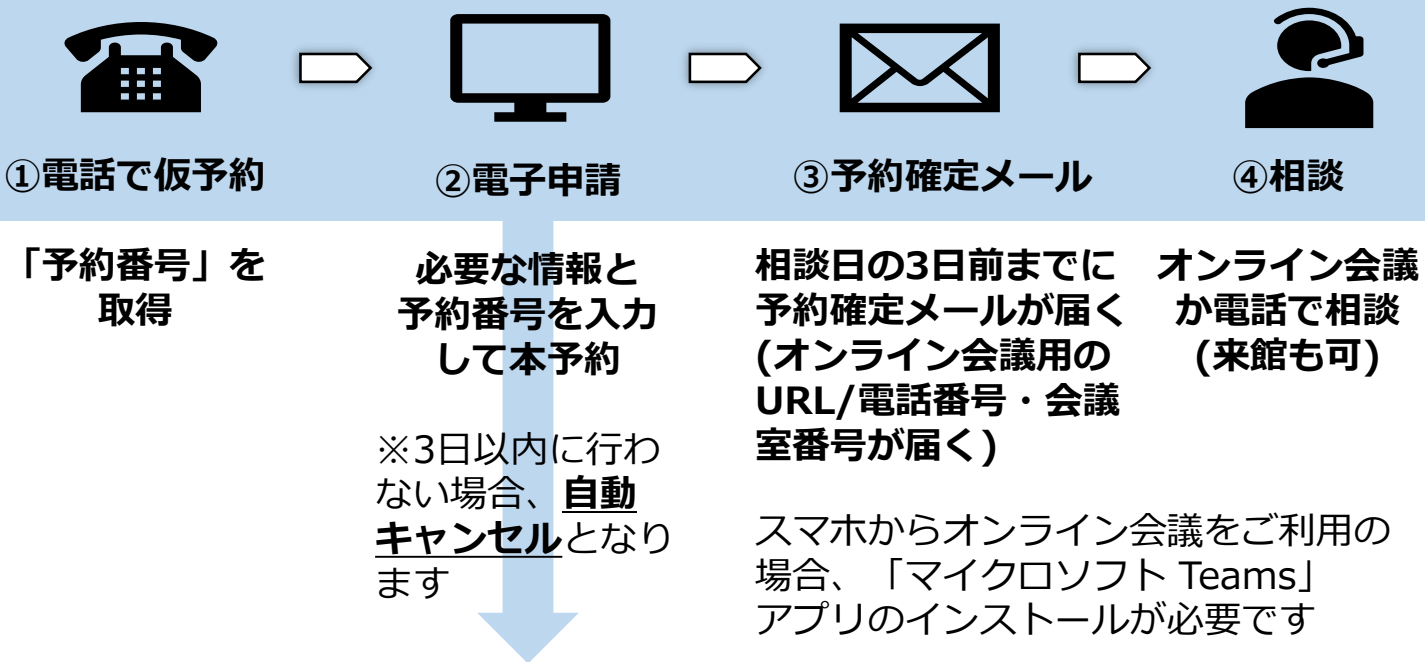 ①電話で仮予約
「予約番号」を
取得
②電子申請
必要な情報と
予約番号を入力
して本予約
※3日以内に行わ
ない場合、自動
キャンセルとなり
ます
③予約確定メール
相談日の3日前までに
予約確定メールが届く
(オンライン会議用の
URL/電話番号・会議
室番号が届く)
④相談
オンライン会議
か電話で相談
(来館も可)
スマホからオンライン会議をご利用の
場合、「マイクロソフト Teams」
アプリのインストールが必要です